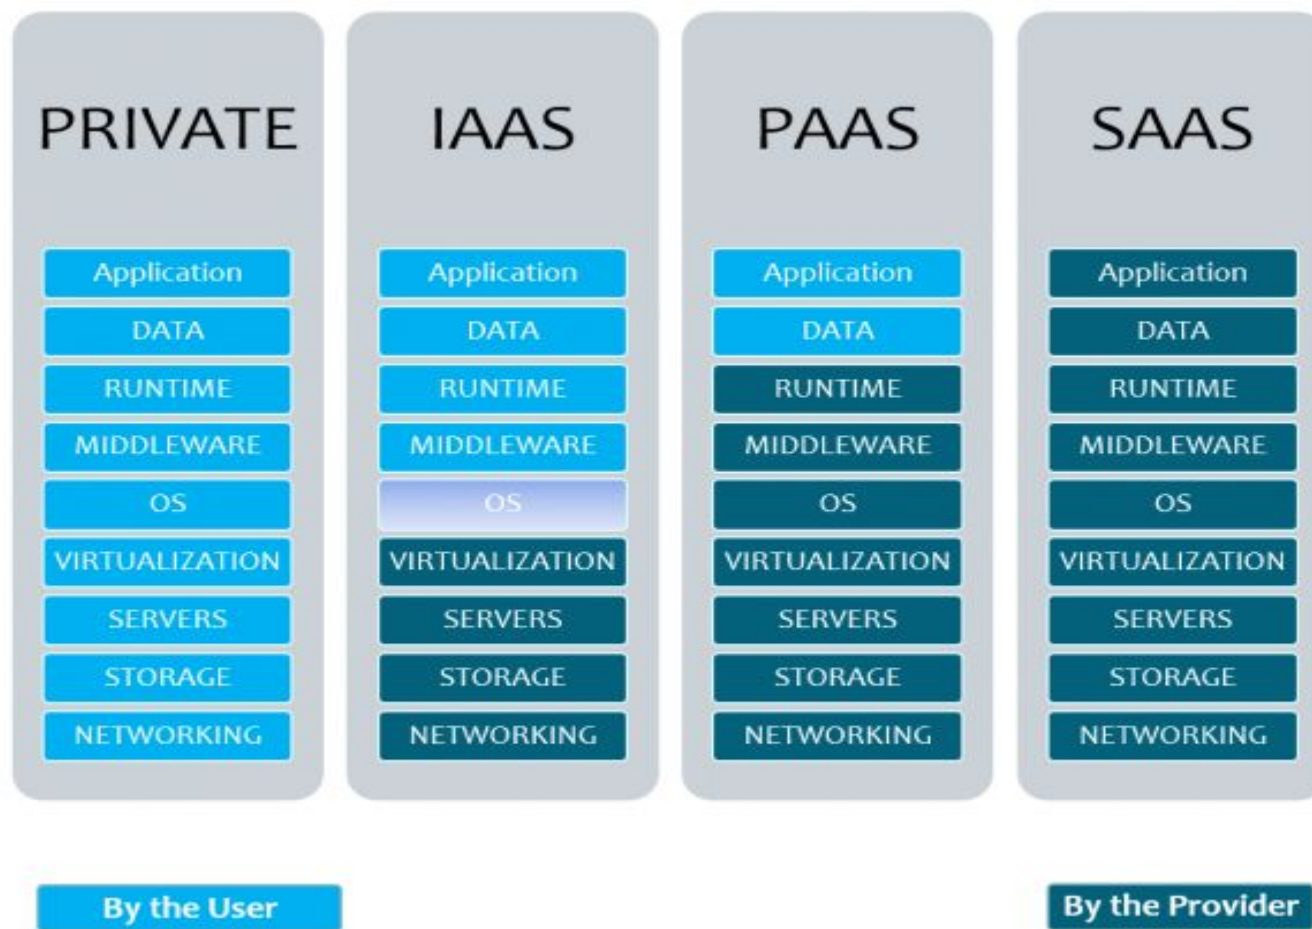 PRIVATE
Application
DATA
RUNTIME
MIDDLEWARE
OS
VIRTUALIZATION
SERVERS
STORAGE
NETWORKING
IAAS
Application
DATA
RUNTIME
MIDDLEWARE
OS
VIRTUALIZATION
SERVERS
STORAGE
NETWORKING
PAAS
Application
DATA
RUNTIME
MIDDLEWARE
OS
VIRTUALIZATION
SERVERS
STORAGE
NETWORKING
SAAS
Application
DATA
RUNTIME
MIDDLEWARE
OS
VIRTUALIZATION
SERVERS
STORAGE
NETWORKING
By the User
By the Provider